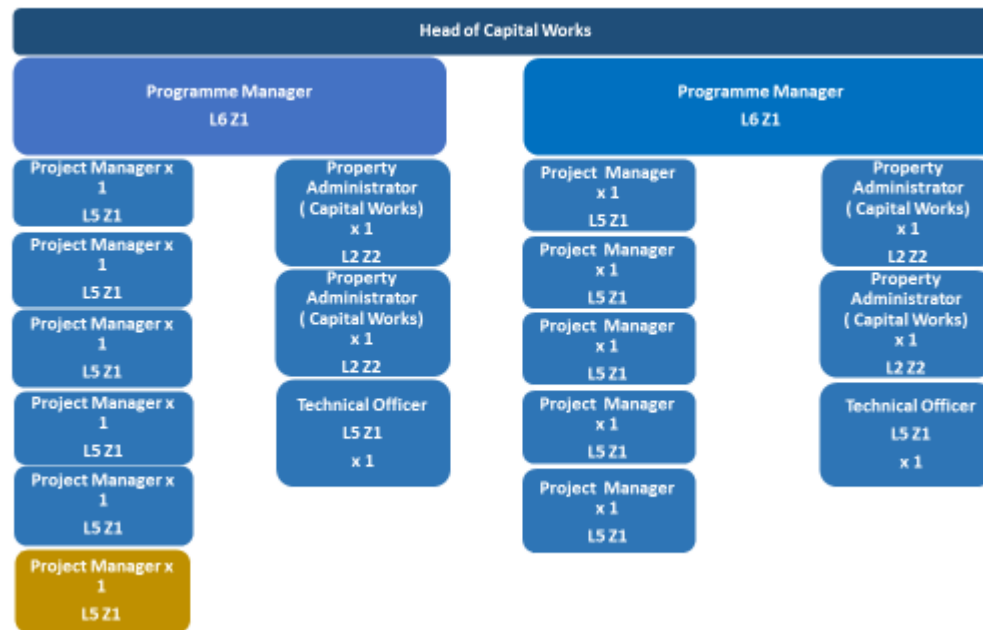 Head of Capital Works
Programme Manager
L6 Z1
Project Manager x
1
L5 Z1
Project Manager x
1
L5 Z1
Project Manager x
1
L5 Z1
Project Manager x
1
L5 Z1
Project Manager x
1
L5 Z1
Project Manager x
1
L5 Z1
Property
Administrator
( Capital Works)
x 1
L2 Z2
Property
Administrator
( Capital Works)
x 1
L2 Z2
Technical Officer
L5 Z1
x 1
Programme Manager
L6 Z1
Project Manager
x 1
L5 Z1
Project Manager
x 1
L5 Z1
Project Manager
x 1
L5 Z1
Project Manager
x 1
L5 Z1
Project Manager
x 1
L5 Z1
Property
Administrator
( Capital Works)
x 1
L2 Z2
Property
Administrator
( Capital Works)
x 1
L2 Z2
Technical Officer
L5 Z1
x 1